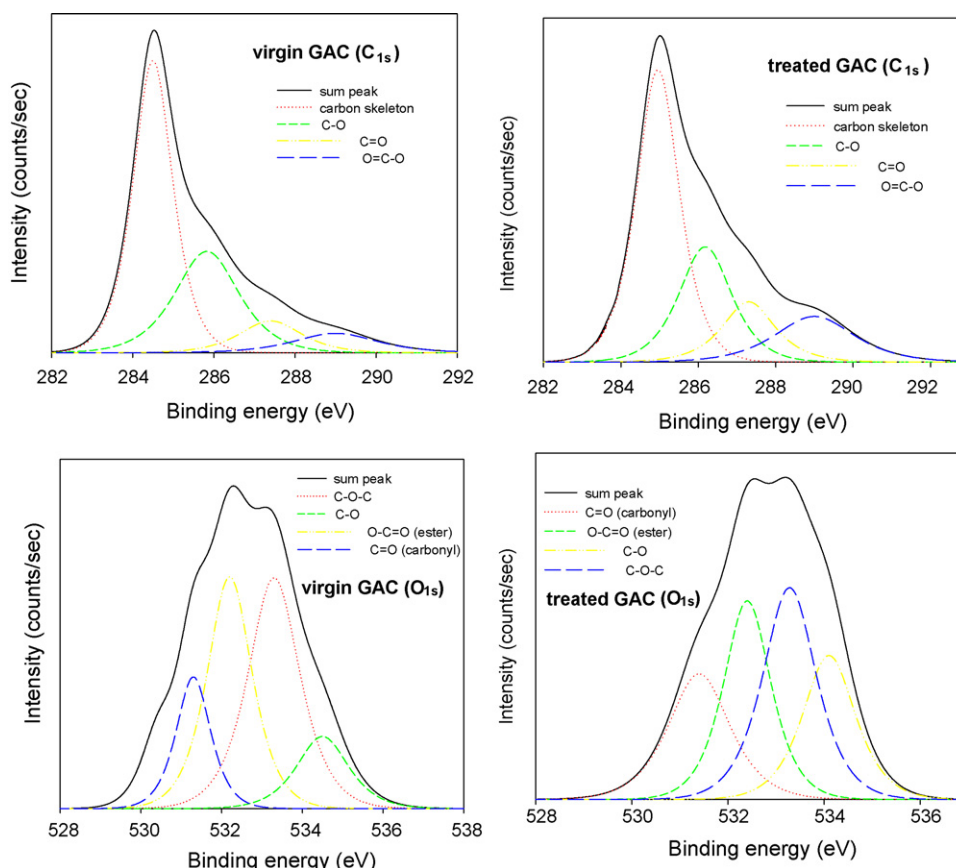 virgin GAC (C1s)
sum peak
carbon skeleton
C-O
C=O
O=C-O
Intensity (counts/sec)
282 284 286 288 290 292
Binding energy (eV)
treated GAC (C1s)
sum peak
carbon skeleton
C-O
C=O
O=C-O
Intensity (counts/sec)
282 284 286 288 290 292
Binding energy (eV)
sum peak
C-O-C
C-O
O-C=O (ester)
C=O (carbonyl)
virgin GAC (O1s)
Intensity (counts/sec)
528 530 532 534 536 538
Binding energy (eV)
sum peak
C=O (carbonyl)
O-C=O (ester)
C-O
C-O-C
treated GAC (O1s)
Intensity (counts/sec)
528 530 532 534 536
Binding energy (eV)